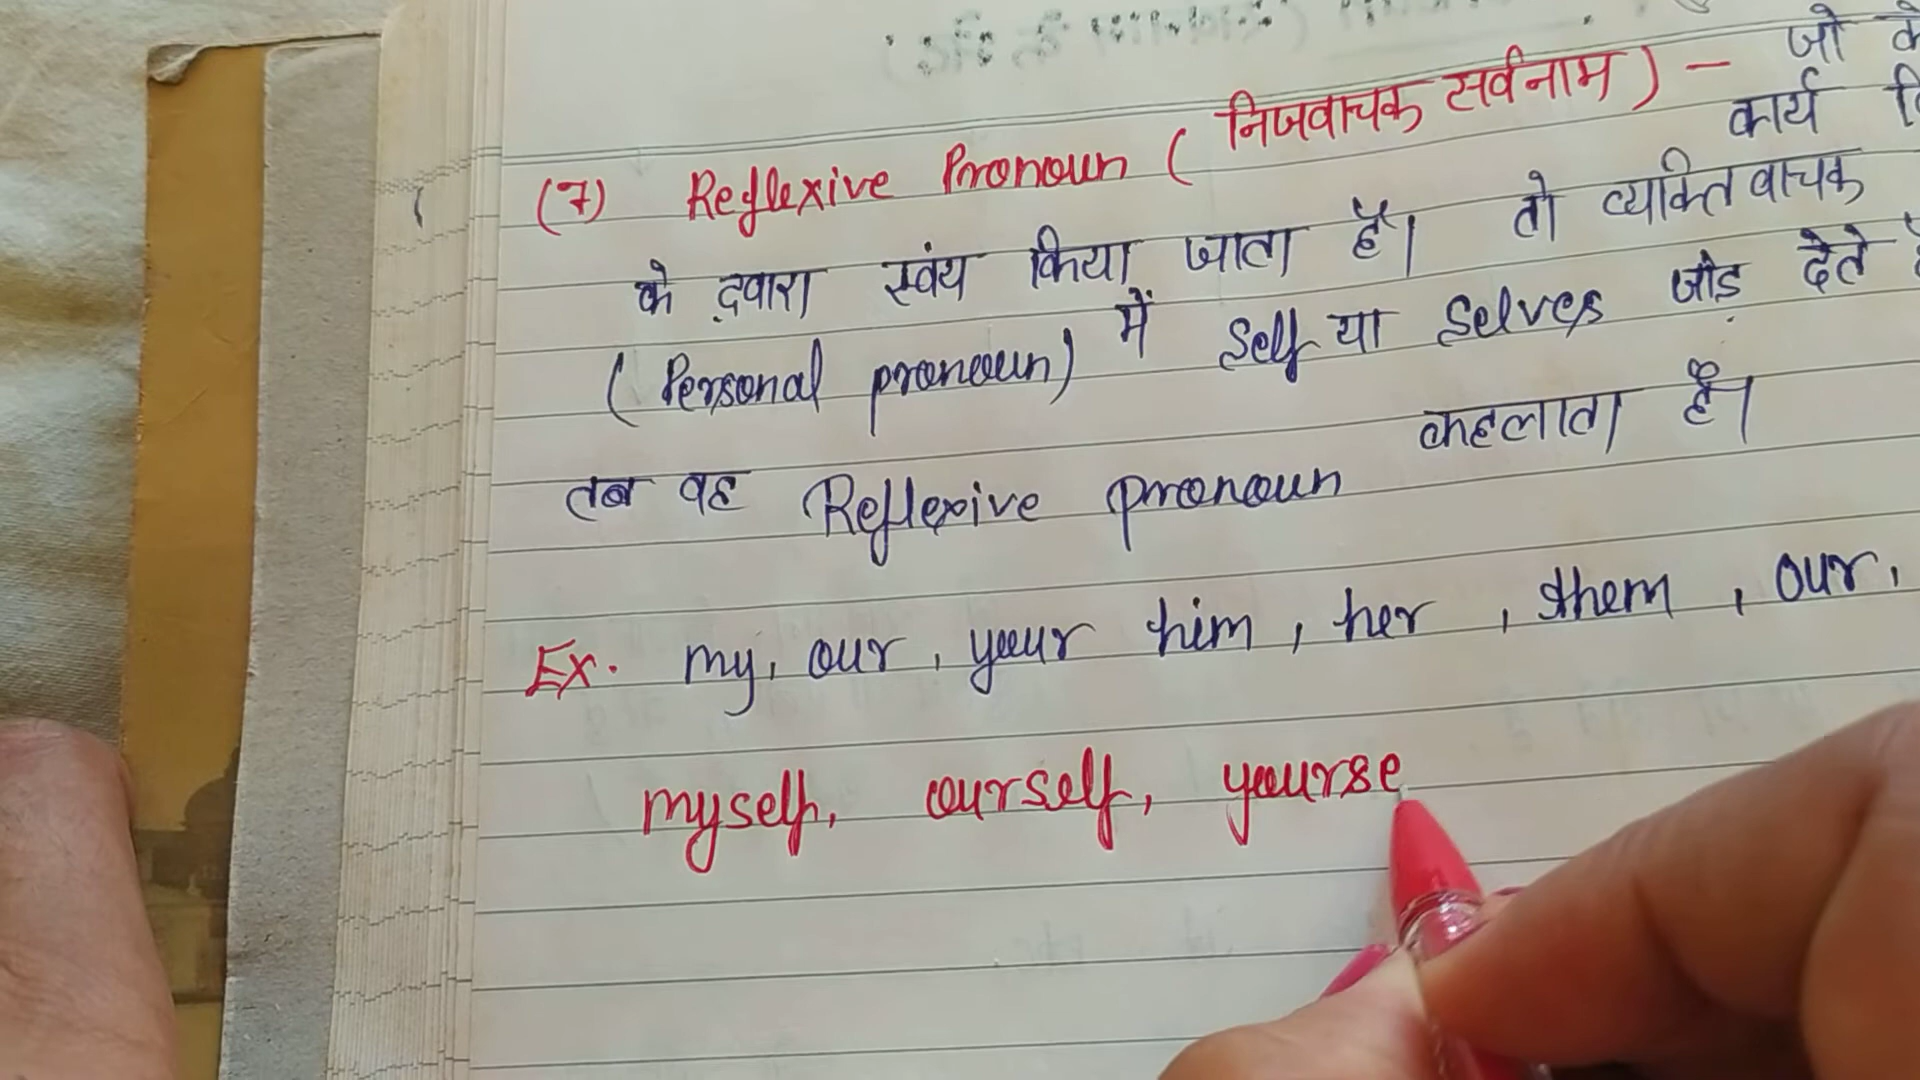 (7) Reflexive Pronoun ( निजवाचक सर्वनाम ) - जो
कार्य
के द्वारा स्वंय किया जाता है। तो व्यक्तिवाचक
( Personal pronoun) में self या selves जोड़ देते
तब वह Reflexive pronoun कहलाता है।
Ex. my, our, your him, her, them, our,
myself, ourself, yourse